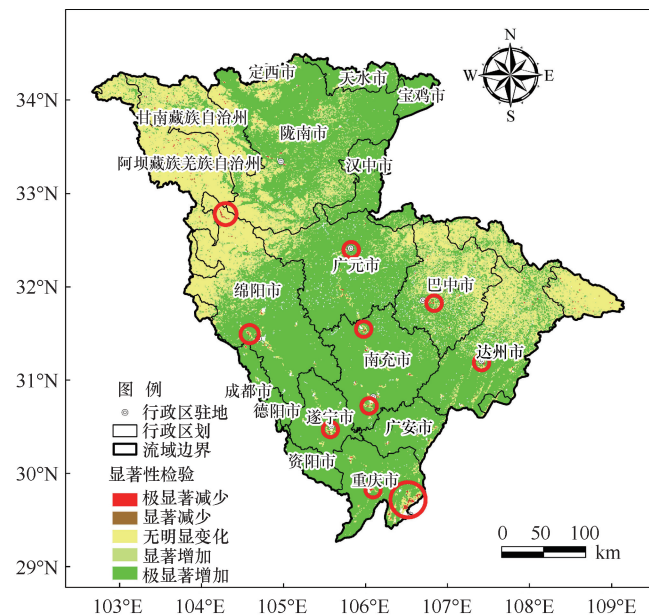 N
W E
S
34°N
33°N
32°N
31°N
30°N
29°N
定西市
天水市
宝鸡市
甘南藏族自治州
陇南市
阿坝藏族羌族自治州
汉中市
广元市
巴中市
绵阳市
南充市
达州市
成都市
德阳市
遂宁市
广安市
资阳市
重庆市
图 例
行政区驻地
行政区划
流域边界
显著性检验
极显著减少
显著减少
无明显变化
显著增加
极显著增加
0 50 100
km
103°E 104°E 105°E 106°E 107°E 108°E 109°E